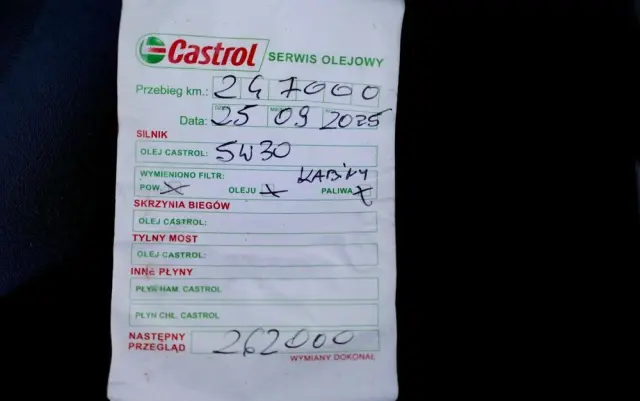 Castrol SERWIS OLEJOWY
Przebieg km.: 247000
Data: 25 09 2025
SILNIK
OLEJ CASTROL: 5W30
WYMIENIONO FILTR: KABINY
POW. X OLEJU X PALIWA X
SKRZYNIA BIEGÓW
OLEJ CASTROL:
TYLNY MOST
OLEJ CASTROL:
INNE PŁYNY
PŁYN HAM. CASTROL
PŁYN CHŁ. CASTROL
NASTĘPNY
PRZEGLĄD 262000
WYMIANY DOKONAŁ